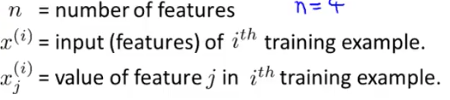 n = number of features n = 4
x^{(i)} = input (features) of i^{th} training example.
x_j^{(i)} = value of feature j in i^{th} training example.